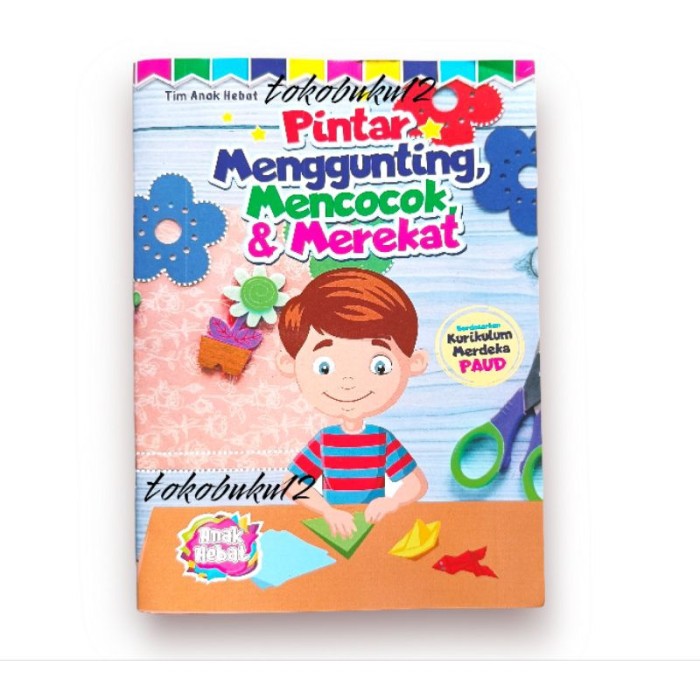 Tim Anak Hebat tokobuku12
Pintar
Menggunting,
Mencocok,
& Merekat
Berdasarkan
Kurikulum
Merdeka
PAUD
tokobuku12
Anak
Hebat